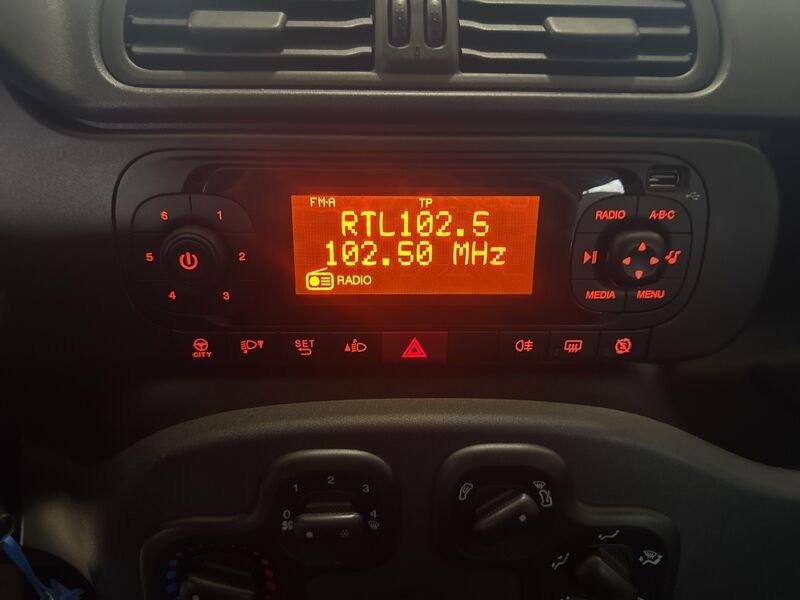 FM-A TP
RTL102.5
102.50 MHz
RADIO
6 1
5 2
4 3
RADIO A-B-C
MEDIA MENU
CITY
SET
0 1 2 3 4